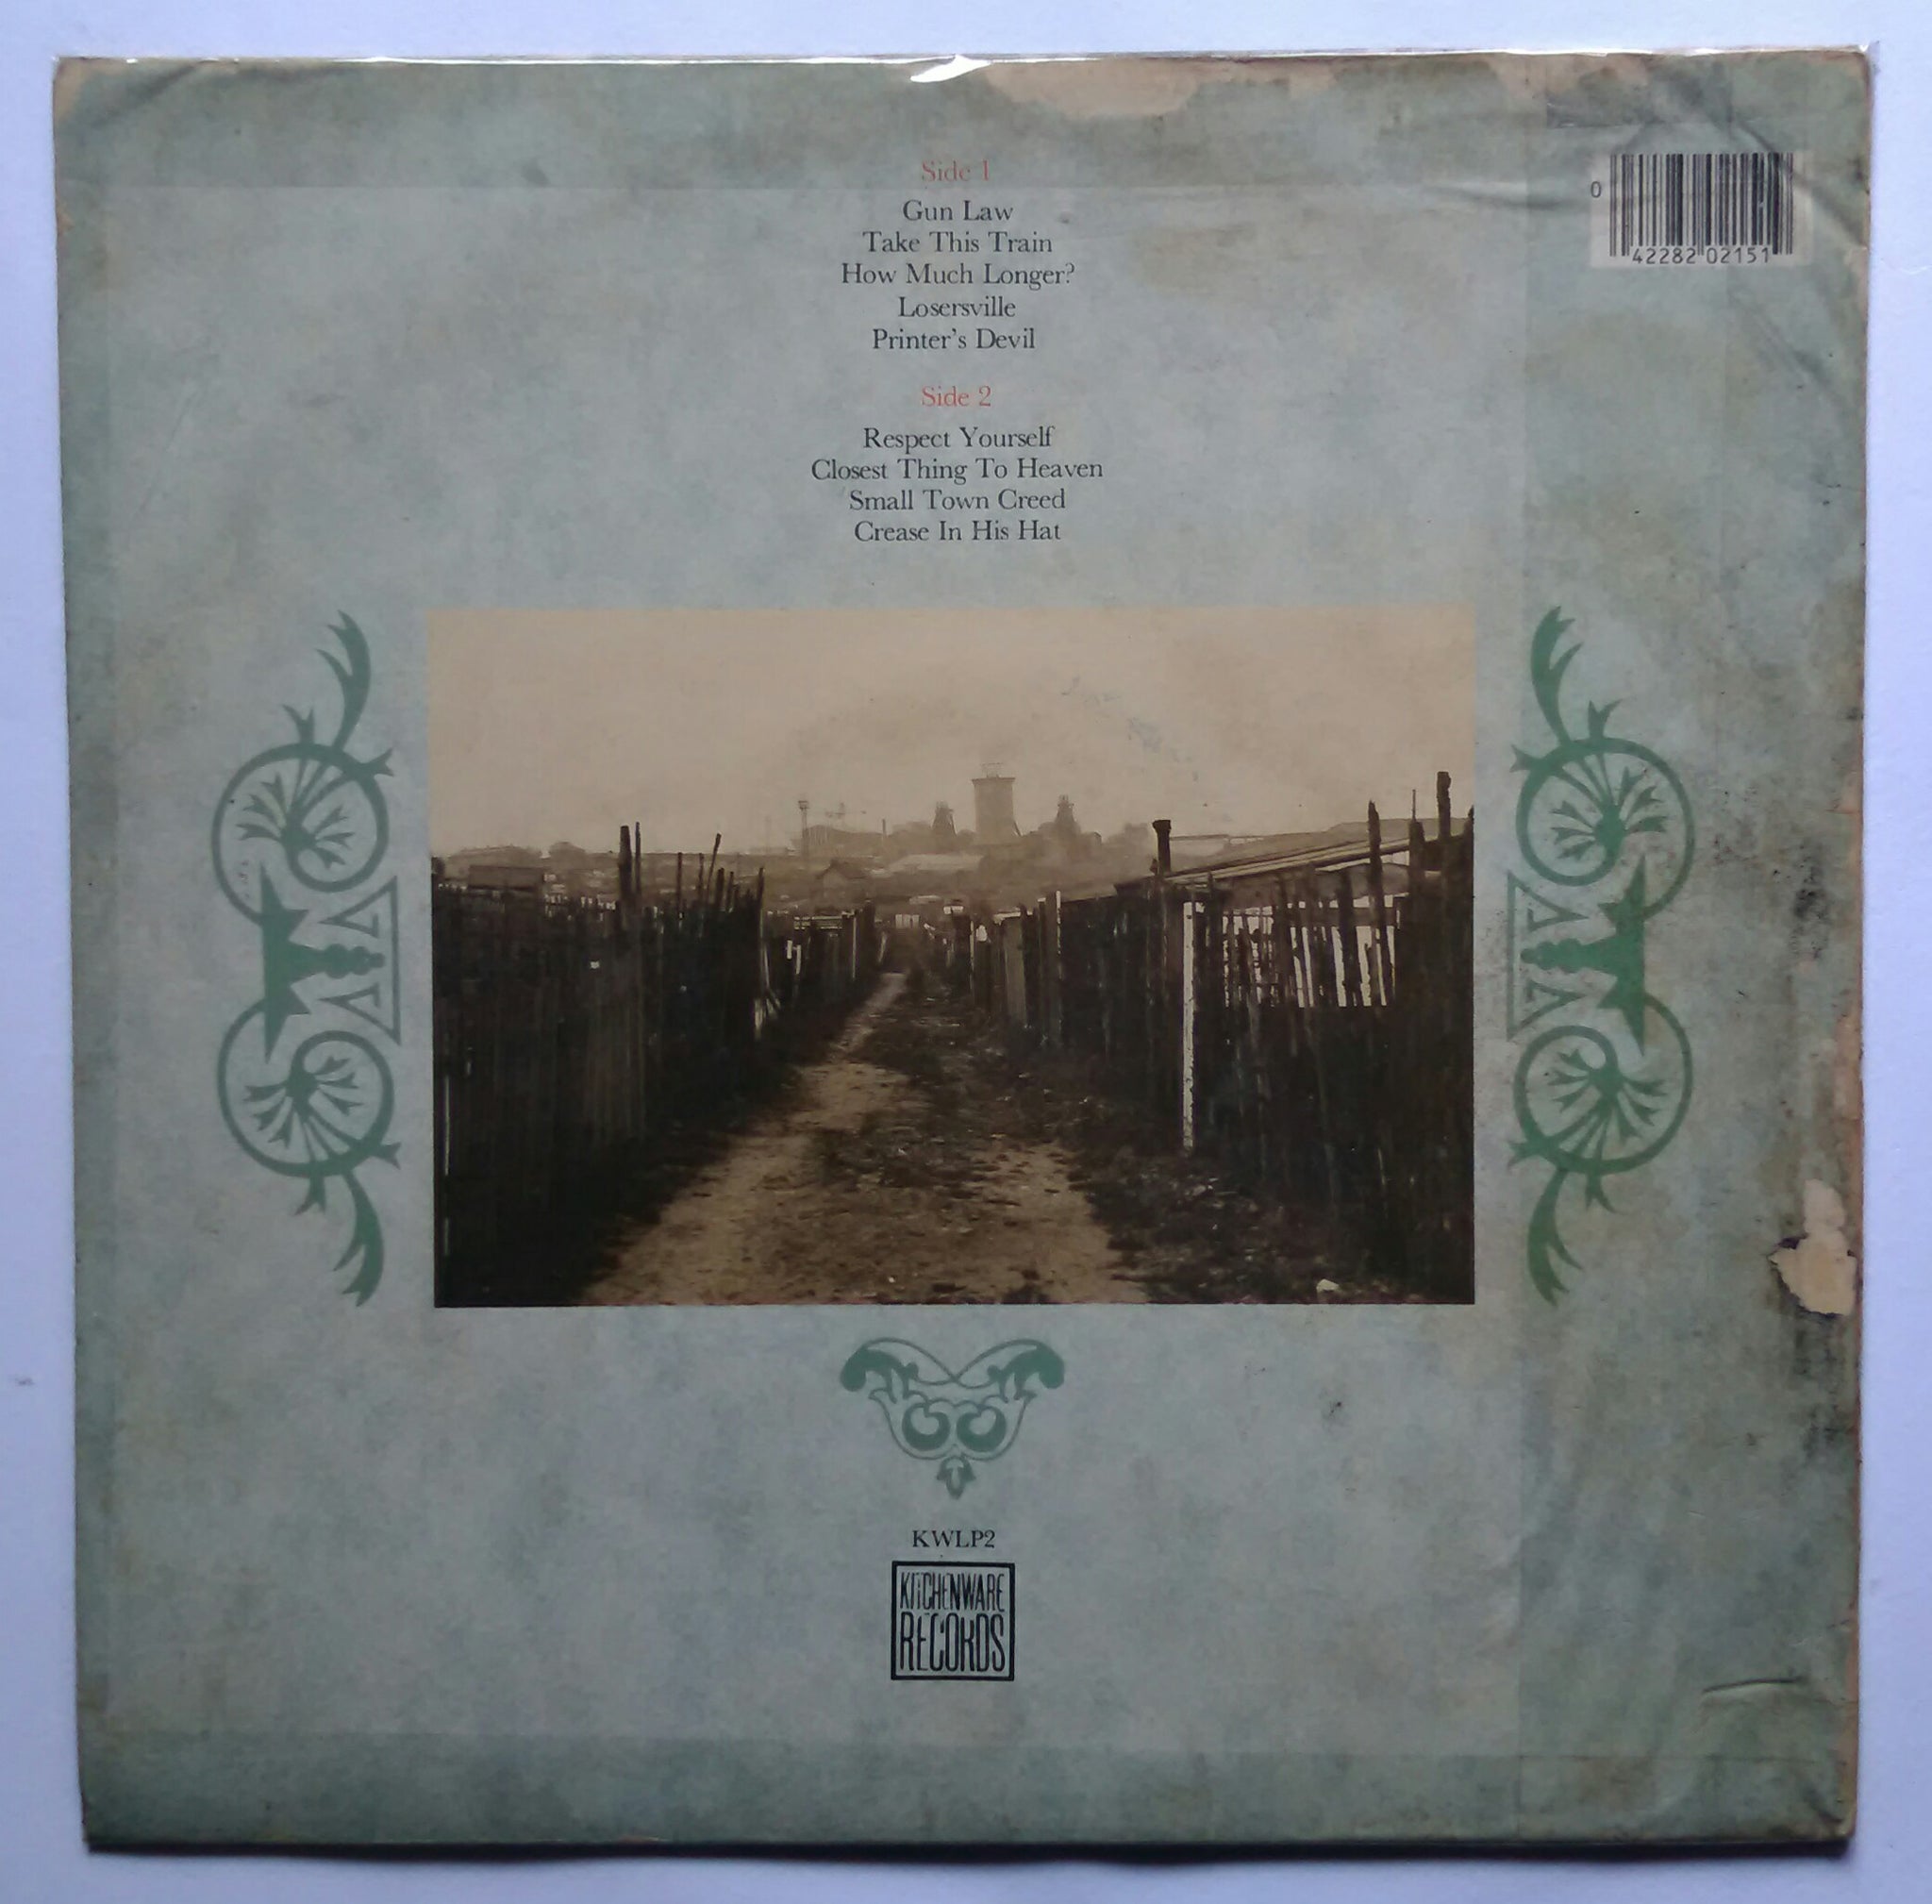 Side 1
Gun Law
Take This Train
How Much Longer?
Losersville
Printer's Devil
0
42282 02151
Side 2
Respect Yourself
Closest Thing To Heaven
Small Town Creed
Crease In His Hat
KWLP2
KITCHENWARE
RECORDS